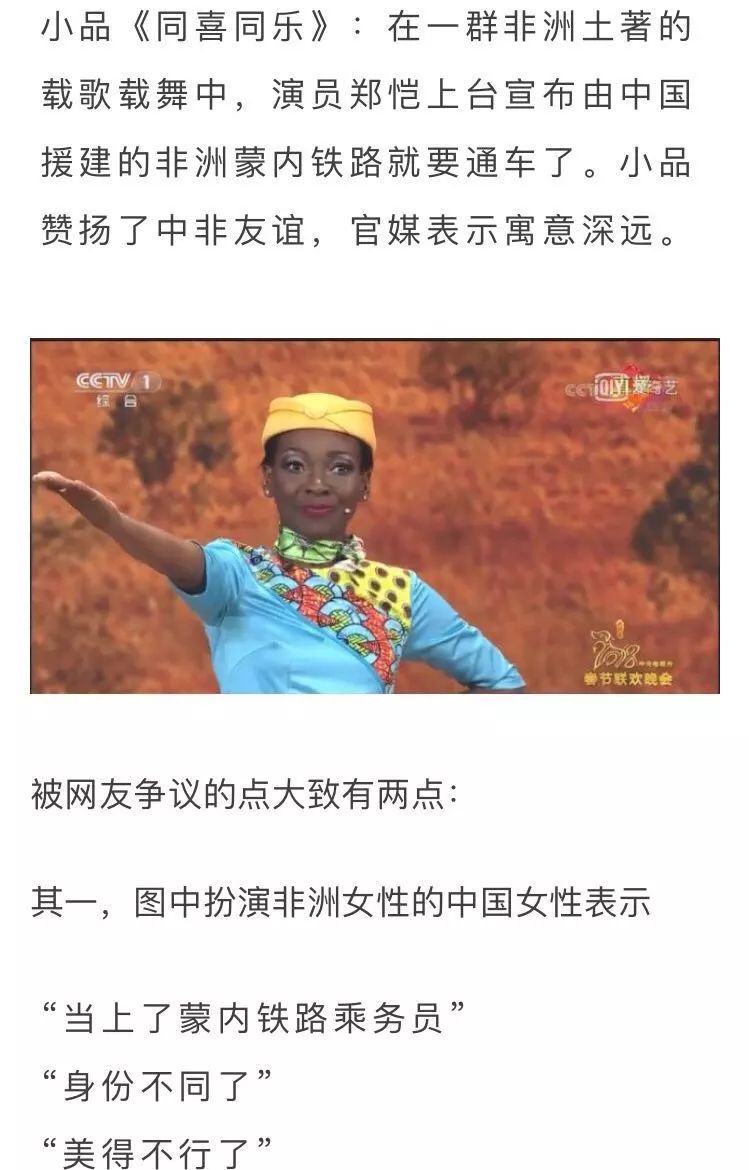 小品《同喜同乐》：在一群非洲土著的
载歌载舞中，演员郑恺上台宣布由中国
援建的非洲蒙内铁路就要通车了。小品
赞扬了中非友谊，官媒表示寓意深远。
CCTV 1
综合
CCTV
2018
春节联欢晚会
被网友争议的点大致有两点：
其一，图中扮演非洲女性的中国女性表示
“当上了蒙内铁路乘务员”
“身份不同了”
“美得不行了”